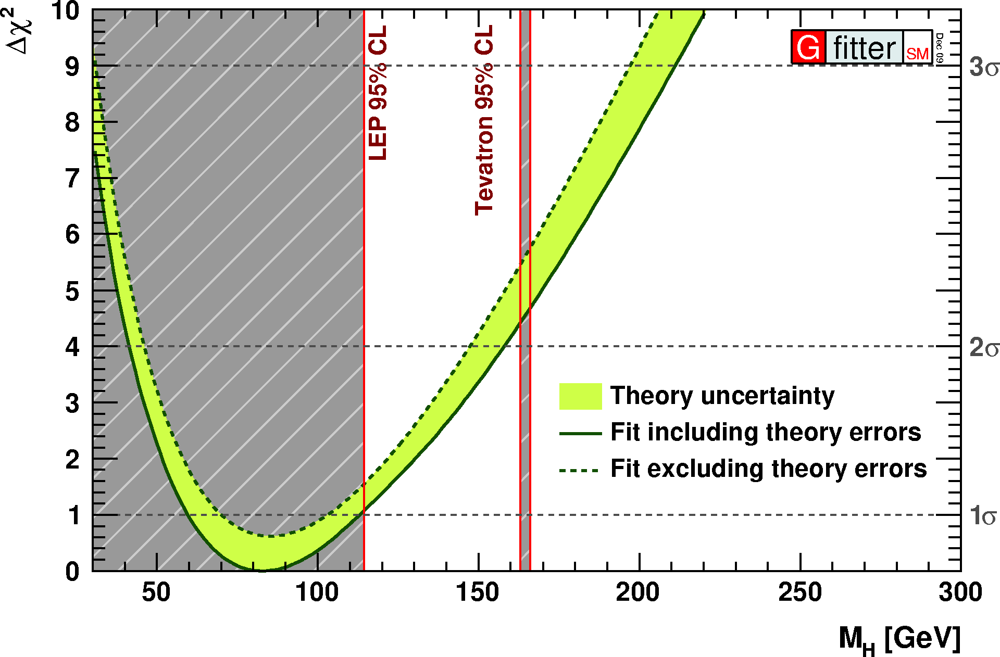 Δχ²
10
9
8
7
6
5
4
3
2
1
0
3σ
2σ
1σ
LEP 95% CL
Tevatron 95% CL
G fitter SM
Dec 09
Theory uncertainty
Fit including theory errors
Fit excluding theory errors
50 100 150 200 250 300
M_H [GeV]